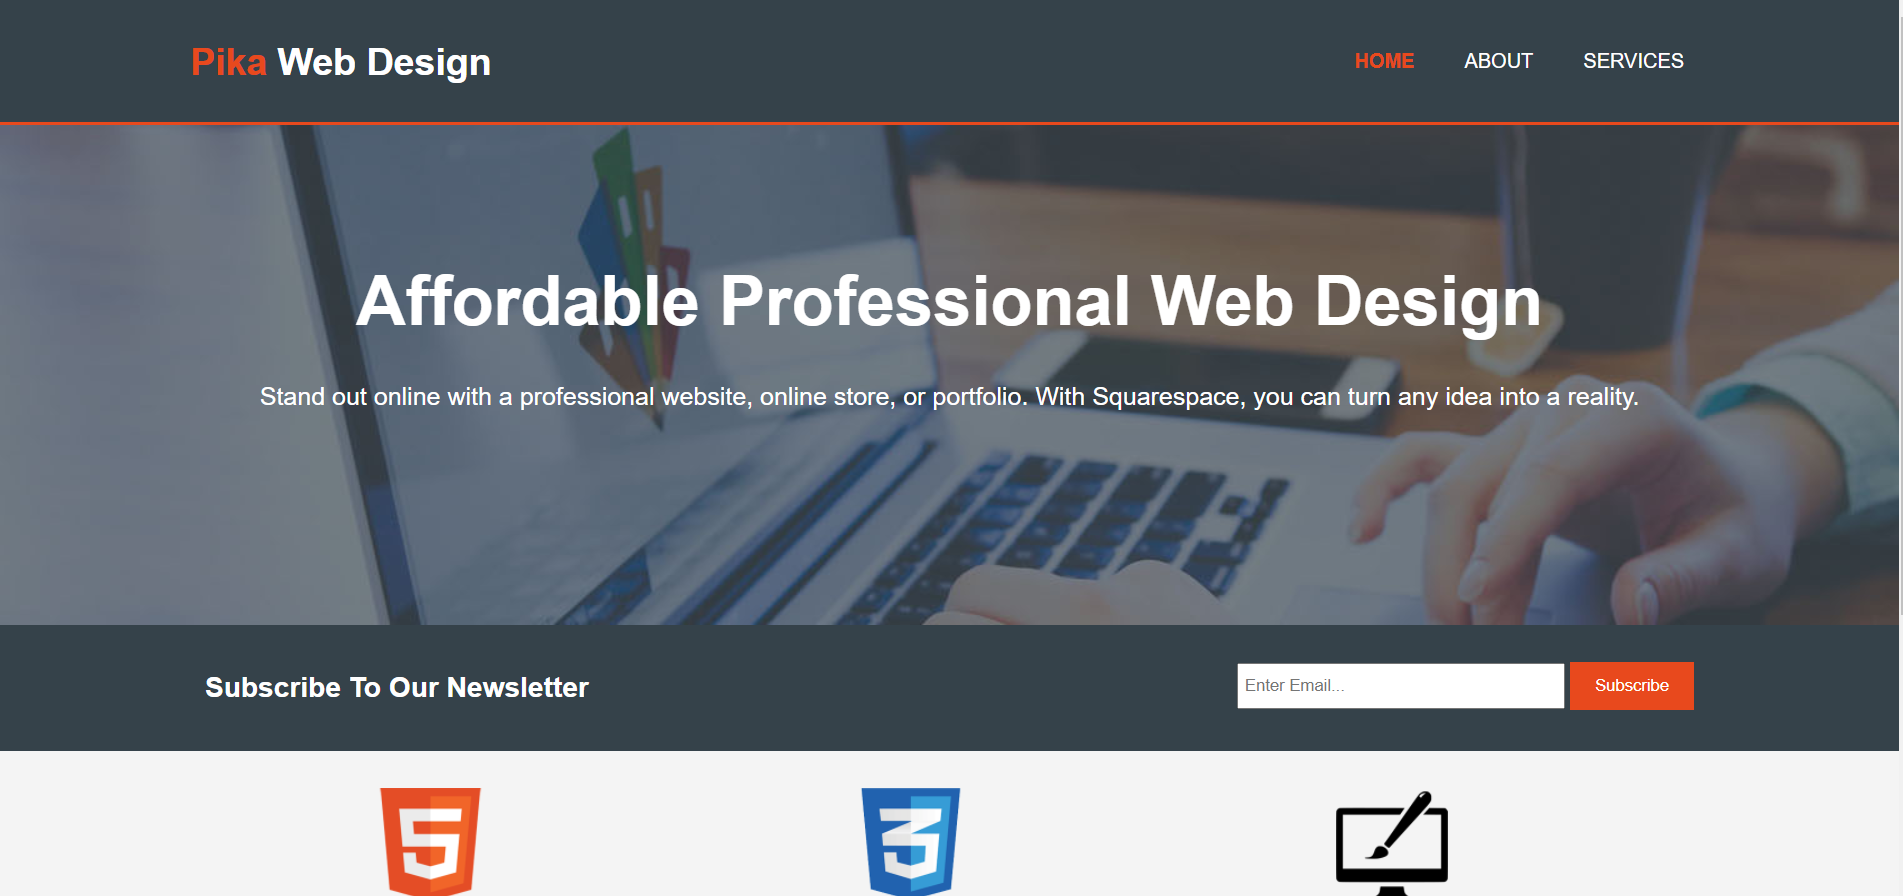 Pika Web Design
HOME ABOUT SERVICES
Affordable Professional Web Design
Stand out online with a professional website, online store, or portfolio. With Squarespace, you can turn any idea into a reality.
Subscribe To Our Newsletter
Enter Email...
Subscribe